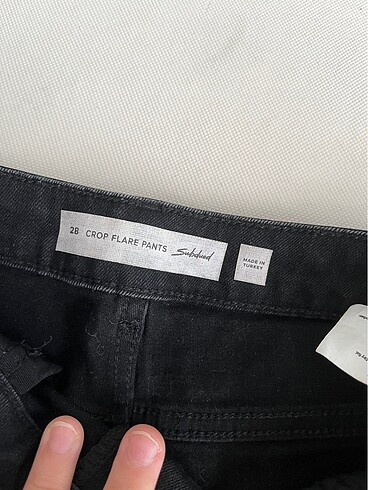 28 CROP FLARE PANTS Subdued
MADE IN
TURKEY